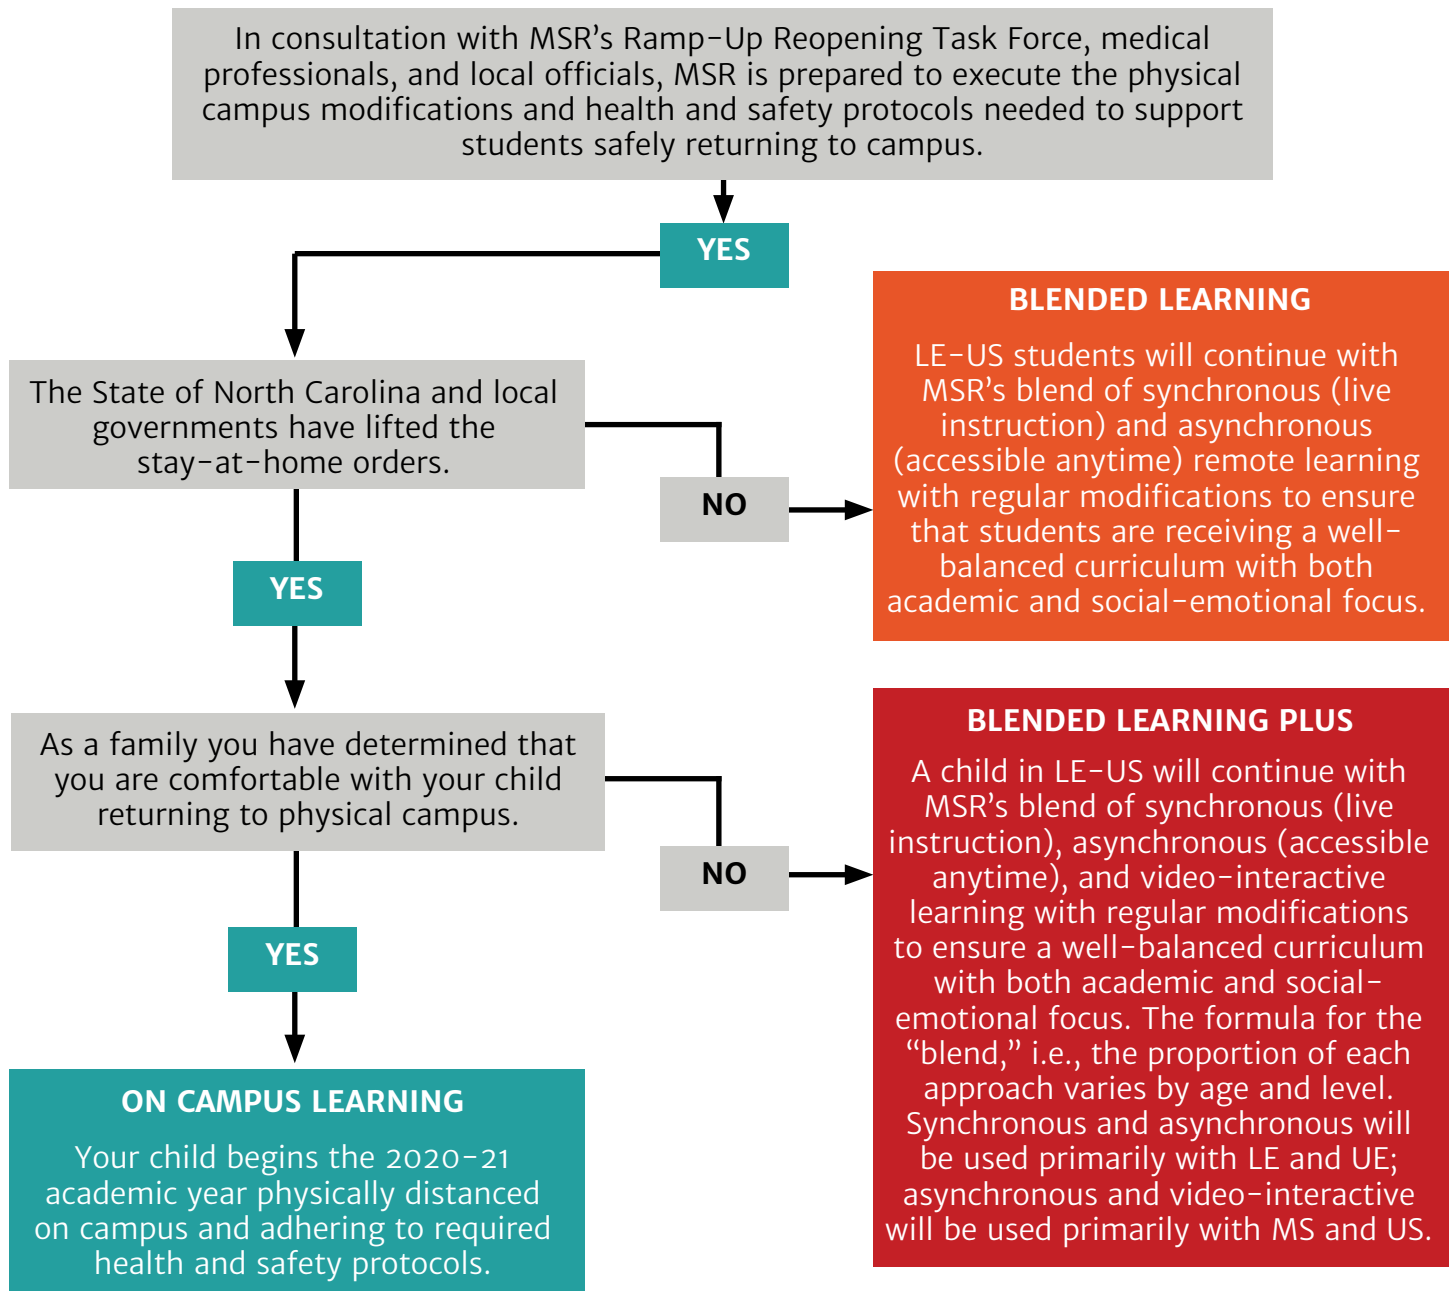 In consultation with MSR’s Ramp-Up Reopening Task Force, medical
professionals, and local officials, MSR is prepared to execute the physical
campus modifications and health and safety protocols needed to support
students safely returning to campus.
YES
The State of North Carolina and local
governments have lifted the
stay-at-home orders.
NO
BLENDED LEARNING
LE-US students will continue with
MSR’s blend of synchronous (live
instruction) and asynchronous
(accessible anytime) remote learning
with regular modifications to ensure
that students are receiving a well-
balanced curriculum with both
academic and social-emotional focus.
YES
As a family you have determined that
you are comfortable with your child
returning to physical campus.
NO
BLENDED LEARNING PLUS
A child in LE-US will continue with
MSR’s blend of synchronous (live
instruction), asynchronous (accessible
anytime), and video-interactive
learning with regular modifications
to ensure a well-balanced curriculum
with both academic and social-
emotional focus. The formula for the
“blend,” i.e., the proportion of each
approach varies by age and level.
Synchronous and asynchronous will
be used primarily with LE and UE;
asynchronous and video-interactive
will be used primarily with MS and US.
YES
ON CAMPUS LEARNING
Your child begins the 2020-21
academic year physically distanced
on campus and adhering to required
health and safety protocols.